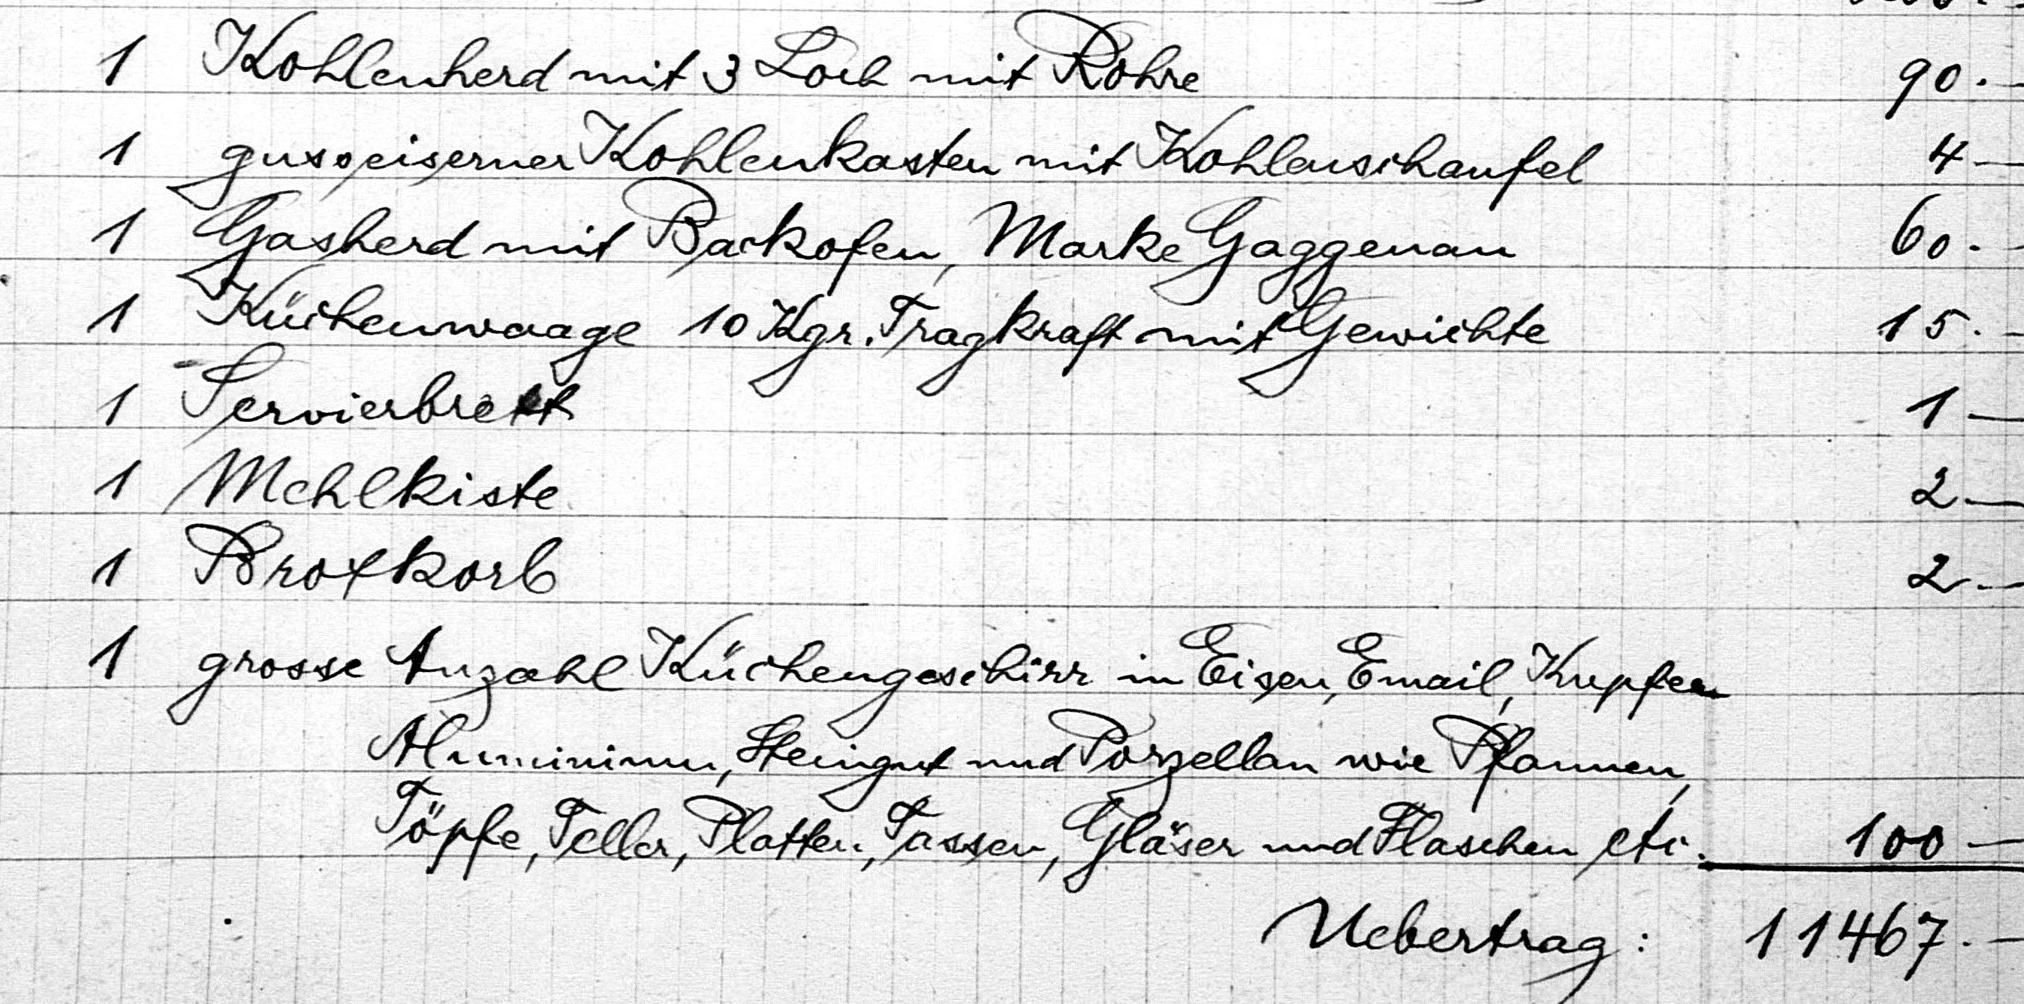 1 Kohlenherd mit 3 Loch mit Rohre 90.—
1 gusseiserner Kohlenkasten mit Kohlenschaufel 4—
1 Gasherd mit Backofen, Marke Gaggenau 60.—
1 Küchenwaage 10 Kgr. Tragkraft mit Gewichte 15.—
1 Servierbrett 1—
1 Mehlkiste 2—
1 Brotkorb 2.—
1 grosse Anzahl Küchengeschirr in Eisen, Email, Kupfer
Aluminium, Steingut und Porzellan wie Pfannen,
Töpfe, Teller, Platten, Tassen, Gläser und Flaschen etc. 100—
Uebertrag: 11467.—